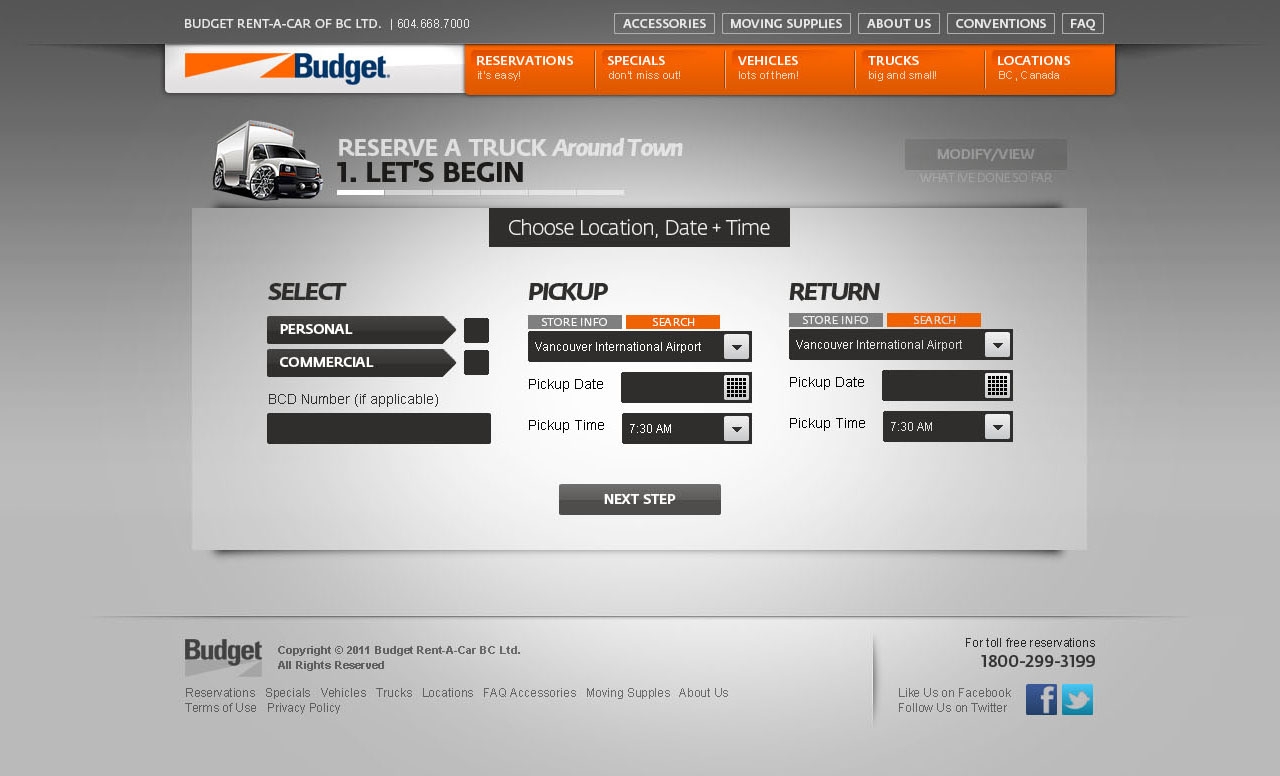 BUDGET RENT-A-CAR OF BC LTD. | 604.668.7000
ACCESSORIES
MOVING SUPPLIES
ABOUT US
CONVENTIONS
FAQ
Budget
RESERVATIONS
it's easy!
SPECIALS
don't miss out!
VEHICLES
lots of them!
TRUCKS
big and small!
LOCATIONS
BC, Canada
RESERVE A TRUCK Around Town
1. LET'S BEGIN
MODIFY/VIEW
WHAT IVE DONE SO FAR
Choose Location, Date + Time
SELECT
PERSONAL
COMMERCIAL
BCD Number (if applicable)
PICKUP
STORE INFO
SEARCH
Vancouver International Airport
Pickup Date
Pickup Time
7:30 AM
RETURN
STORE INFO
SEARCH
Vancouver International Airport
Pickup Date
Pickup Time
7:30 AM
NEXT STEP
Budget
Copyright © 2011 Budget Rent-A-Car BC Ltd.
All Rights Reserved
Reservations Specials Vehicles Trucks Locations FAQ Accessories Moving Supplies About Us
Terms of Use Privacy Policy
For toll free reservations
1800-299-3199
Like Us on Facebook
Follow Us on Twitter